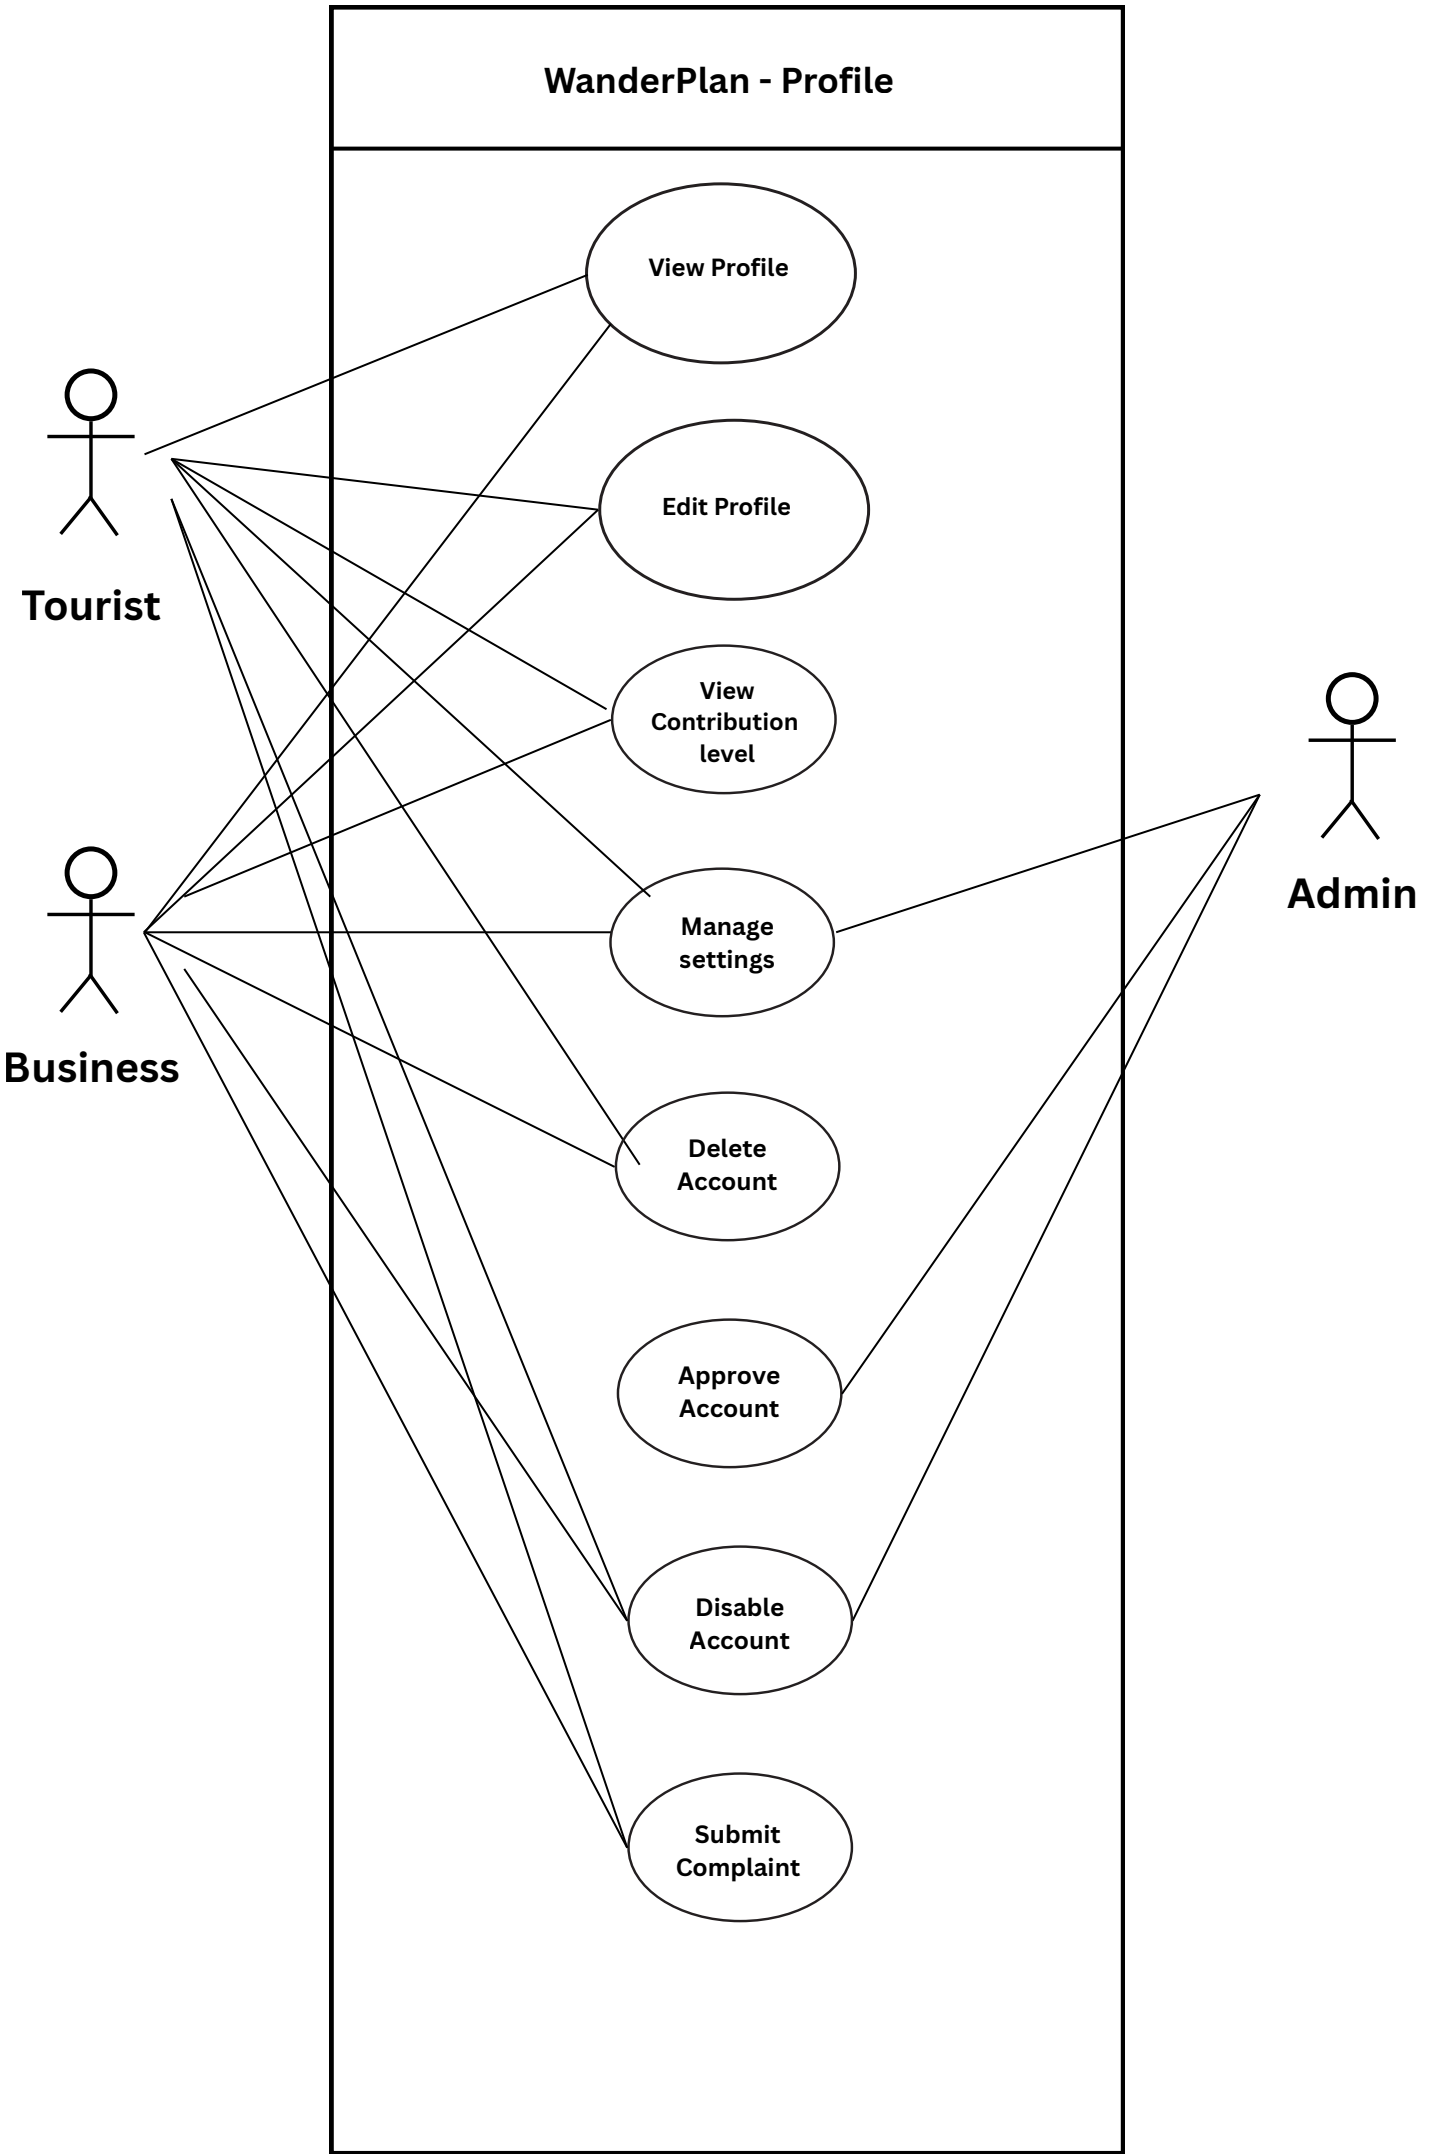 WanderPlan - Profile
View Profile
Edit Profile
Tourist
View
Contribution
level
Admin
Manage
settings
Business
Delete
Account
Approve
Account
Disable
Account
Submit
Complaint